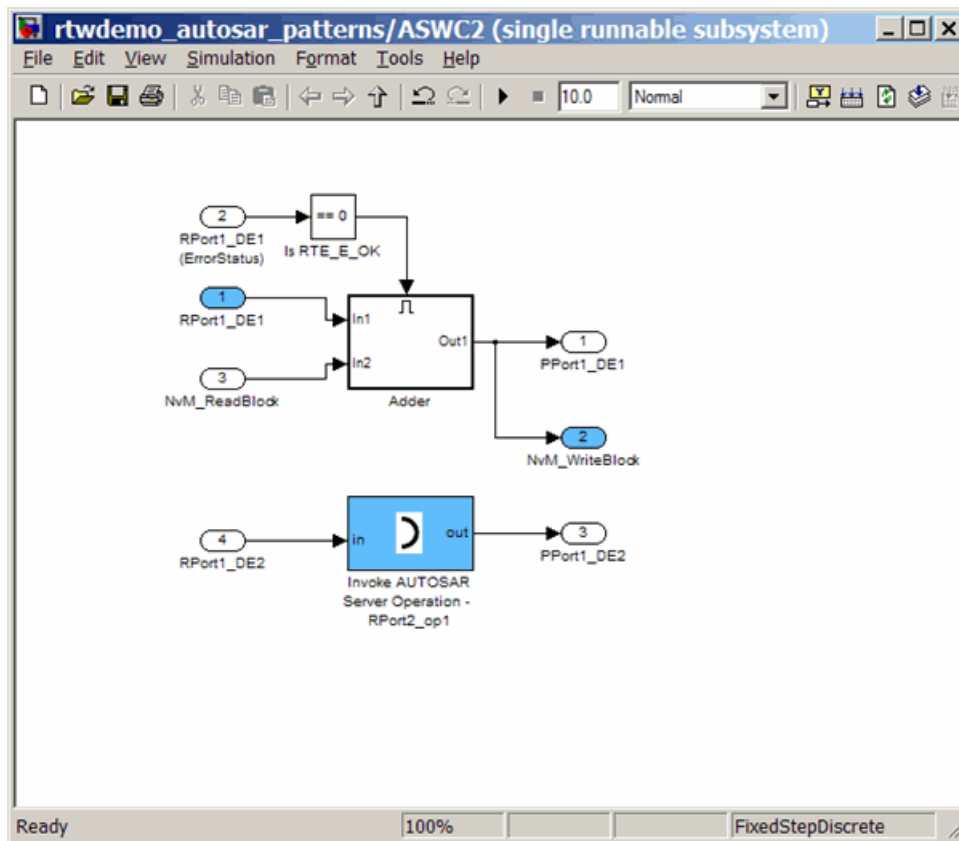 rtwdemo_autosar_patterns/ASWC2 (single runnable subsystem)
File Edit View Simulation Format Tools Help
10.0 Normal
2
RPort1_DE1
(ErrorStatus)
== 0
Is RTE_E_OK
1
RPort1_DE1
3
NvM_ReadBlock
In1
In2
Out1
Adder
1
PPort1_DE1
2
NvM_WriteBlock
4
RPort1_DE2
in
out
Invoke AUTOSAR
Server Operation -
RPort2_op1
3
PPort1_DE2
Ready 100% FixedStepDiscrete